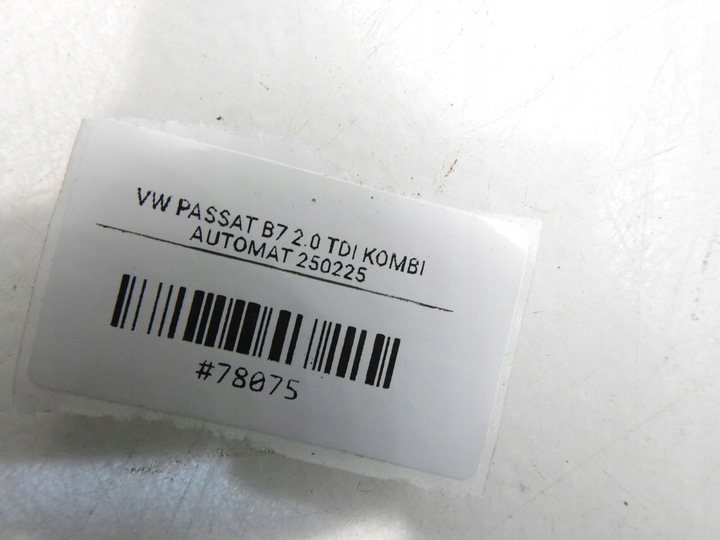 VW PASSAT B7 2.0 TDI KOMBI
AUTOMAT 250225
#78075